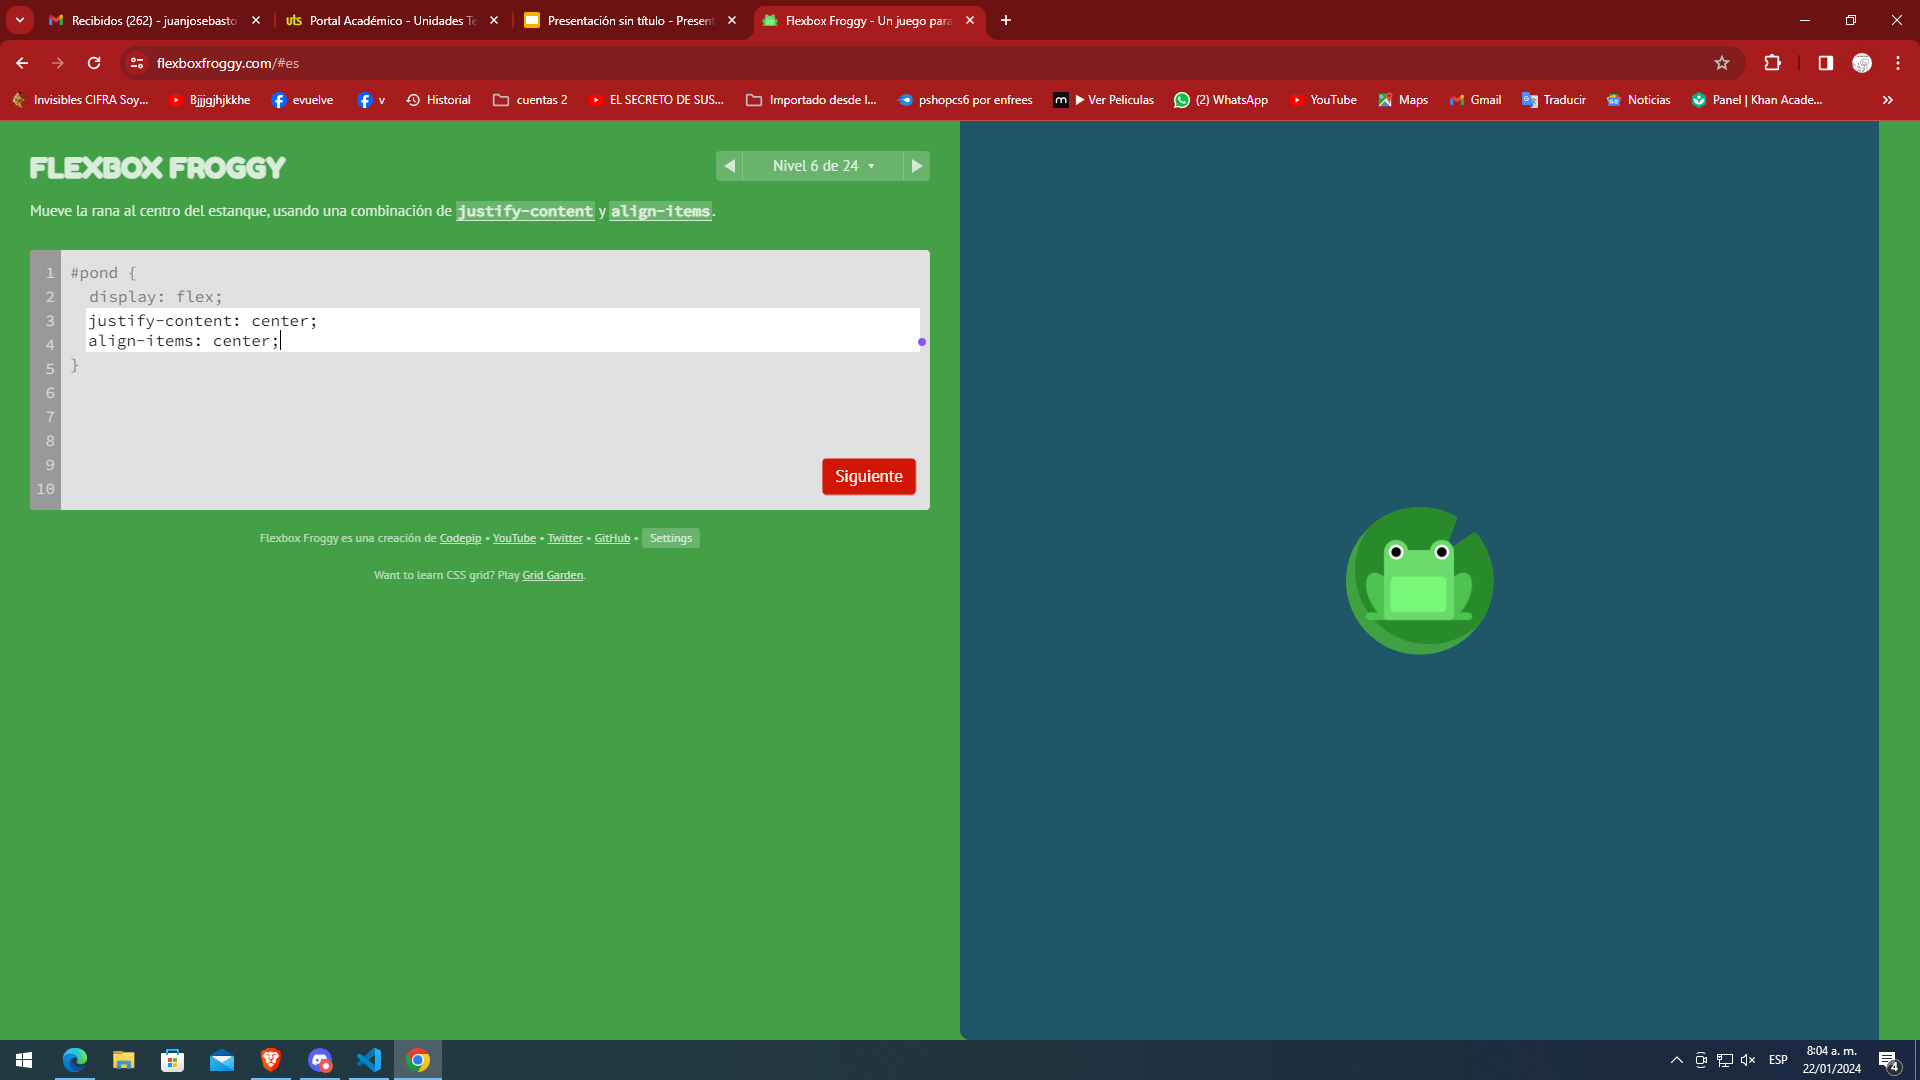 Recibidos (262) - juanjosebasto
Portal Académico - Unidades Te
Presentación sin título - Present
Flexbox Froggy - Un juego para
flexboxfroggy.com/#es
Invisibles CIFRA Soy...
Bjjjgjhjkkhe
evuelve
v
Historial
cuentas 2
EL SECRETO DE SUS...
Importado desde l...
pshopcs6 por enfrees
▶ Ver Peliculas
(2) WhatsApp
YouTube
Maps
Gmail
Traducir
Noticias
Panel | Khan Acade...
FLEXBOX FROGGY
Nivel 6 de 24
Mueve la rana al centro del estanque, usando una combinación de justify-content y align-items.
1 #pond {
2 display: flex;
3 justify-content: center;
4 align-items: center;
5 }
6
7
8
9
10
Siguiente
Flexbox Froggy es una creación de Codepip • YouTube • Twitter • GitHub • Settings
Want to learn CSS grid? Play Grid Garden.
ESP
8:04 a. m.
22/01/2024
4